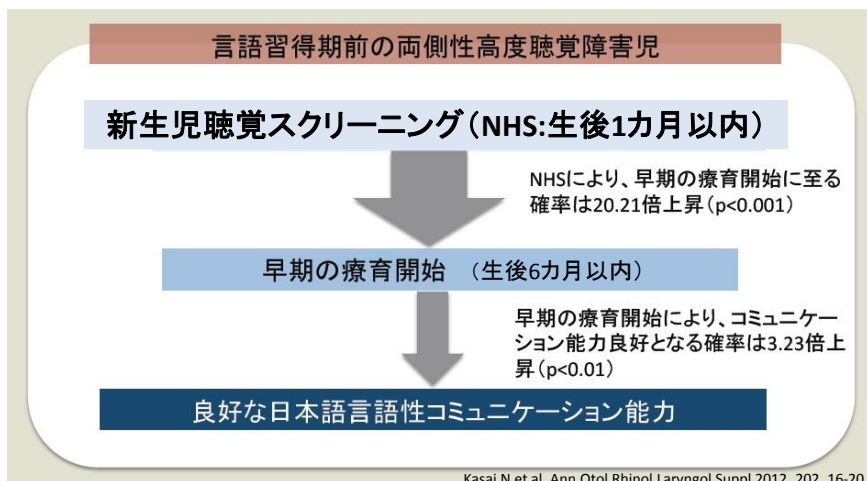 言語習得期前の両側性高度聴覚障害児
新生児聴覚スクリーニング（NHS:生後1カ月以内）
NHSにより、早期の療育開始に至る
確率は20.21倍上昇（p<0.001）
早期の療育開始 （生後6カ月以内）
早期の療育開始により、コミュニケー
ション能力良好となる確率は3.23倍上
昇（p<0.01）
良好な日本語言語性コミュニケーション能力
Kasai N et al. Ann Otol Rhinol Laryngol Suppl 2012, 202, 16-20